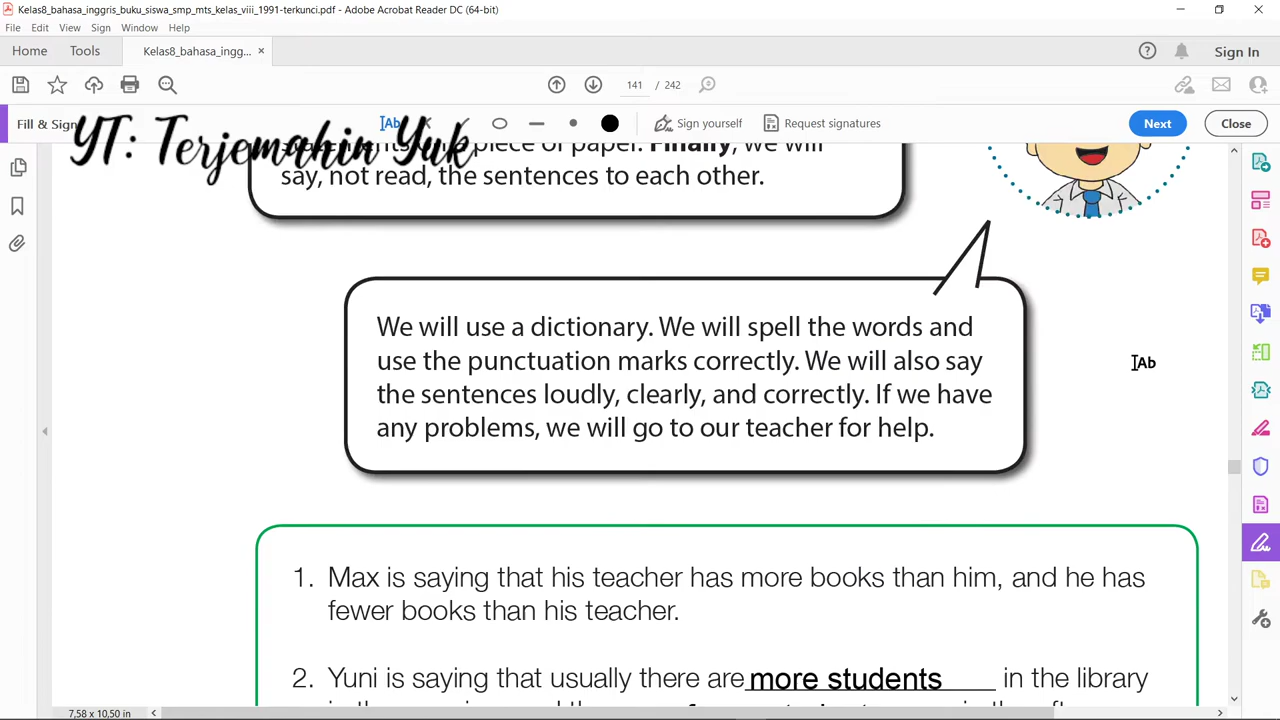 Kelas8_bahasa_inggris_buku_siswa_smp_mts_kelas_viii_1991-terkunci.pdf - Adobe Acrobat Reader DC (64-bit)
File Edit View Sign Window Help
Home Tools Kelas8_bahasa_ingg... × Sign In
141 / 242
Fill & Sign Ab Sign yourself Request signatures Next Close
YT: Terjemahin Yuk
piece of paper. Finally, we will
say, not read, the sentences to each other.
We will use a dictionary. We will spell the words and
use the punctuation marks correctly. We will also say
the sentences loudly, clearly, and correctly. If we have
any problems, we will go to our teacher for help.
Ab
1. Max is saying that his teacher has more books than him, and he has
fewer books than his teacher.
2. Yuni is saying that usually there are more students in the library
7,58 x 10,50 in